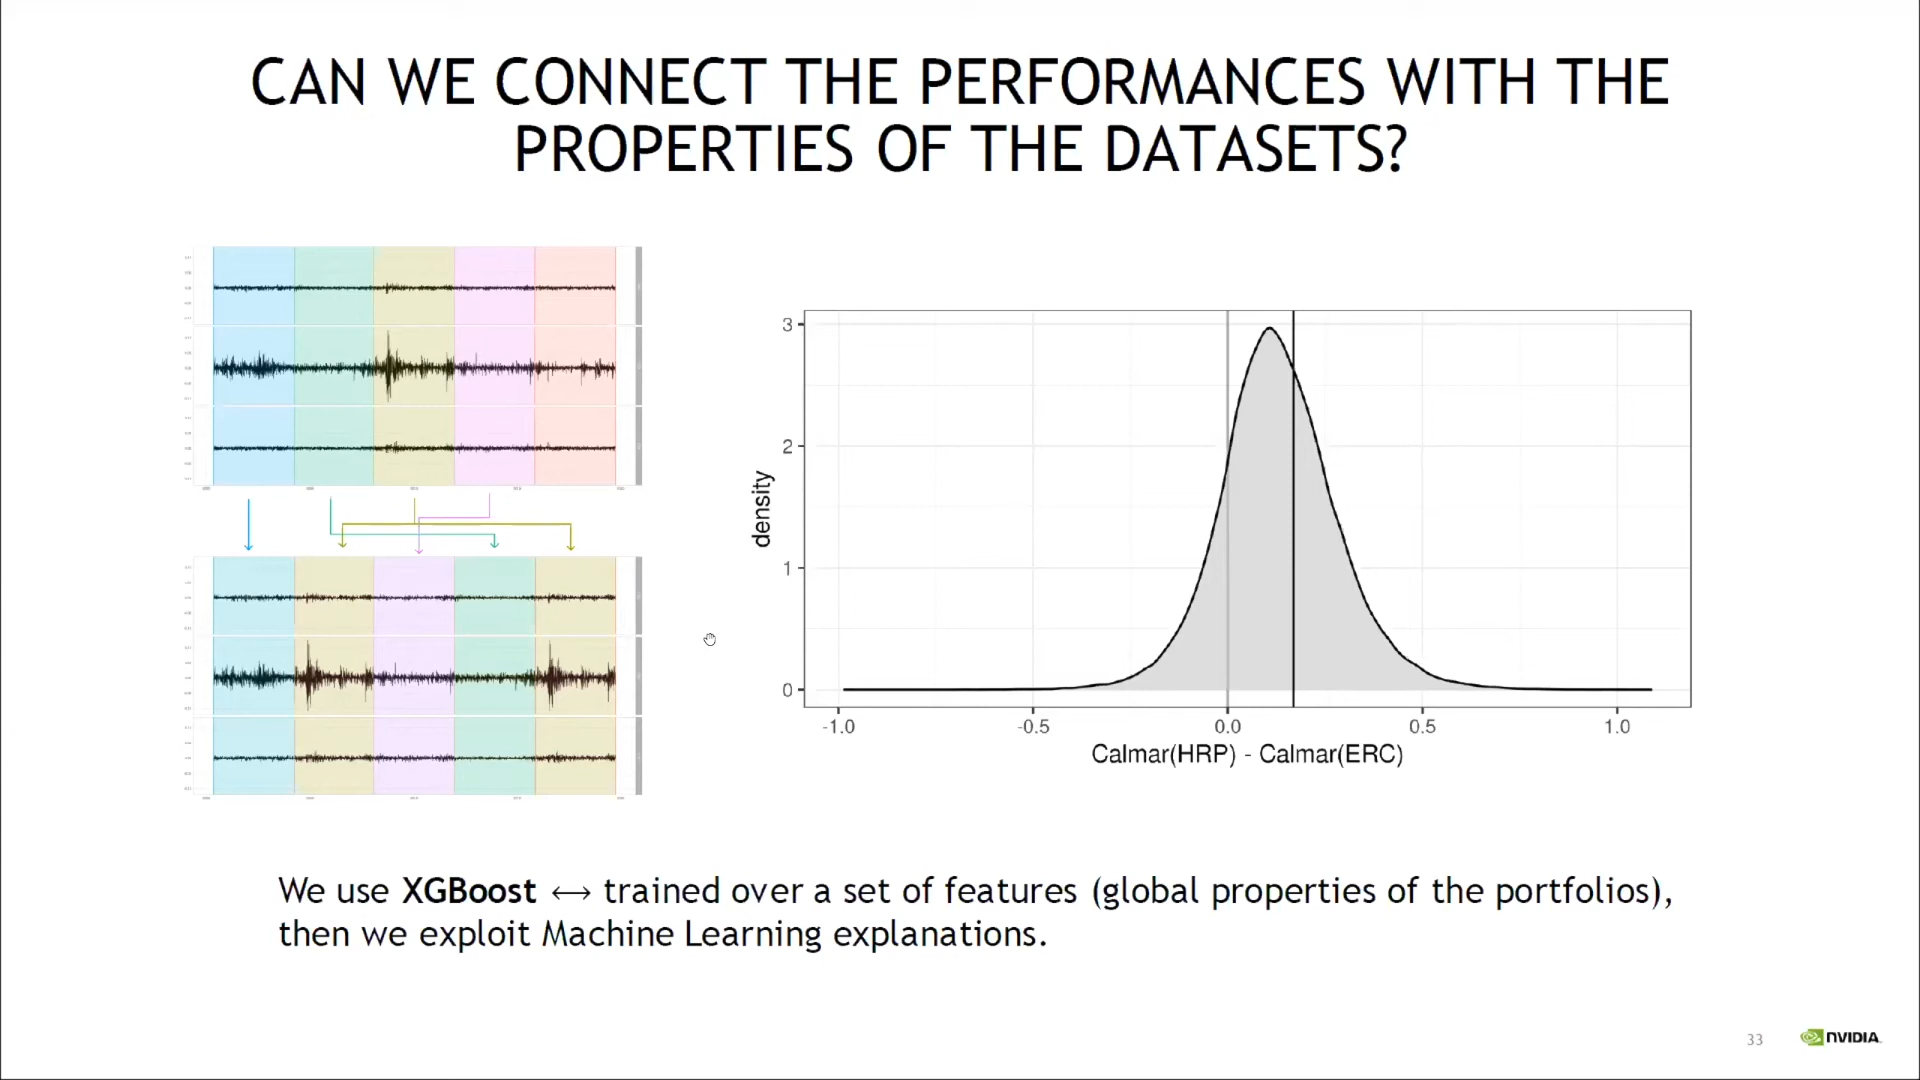 CAN WE CONNECT THE PERFORMANCES WITH THE
PROPERTIES OF THE DATASETS?
3
2
1
0
density
-1.0 -0.5 0.0 0.5 1.0
Calmar(HRP) - Calmar(ERC)
We use XGBoost ⟷ trained over a set of features (global properties of the portfolios),
then we exploit Machine Learning explanations.
33
NVIDIA.